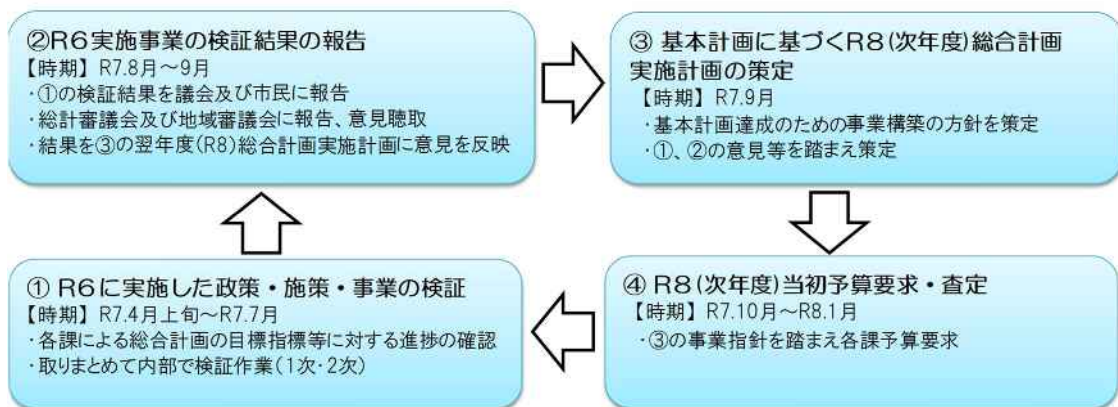 ②R6実施事業の検証結果の報告
【時期】 R7.8月～9月
・①の検証結果を議会及び市民に報告
・総計審議会及び地域審議会に報告、意見聴取
・結果を③の翌年度(R8)総合計画実施計画に意見を反映
③ 基本計画に基づくR8(次年度)総合計画
実施計画の策定
【時期】 R7.9月
・基本計画達成のための事業構築の方針を策定
・①、②の意見等を踏まえ策定
① R6に実施した政策・施策・事業の検証
【時期】 R7.4月上旬～R7.7月
・各課による総合計画の目標指標等に対する進捗の確認
・取りまとめて内部で検証作業(1次・2次)
④ R8(次年度)当初予算要求・査定
【時期】 R7.10月～R8.1月
・③の事業指針を踏まえ各課予算要求